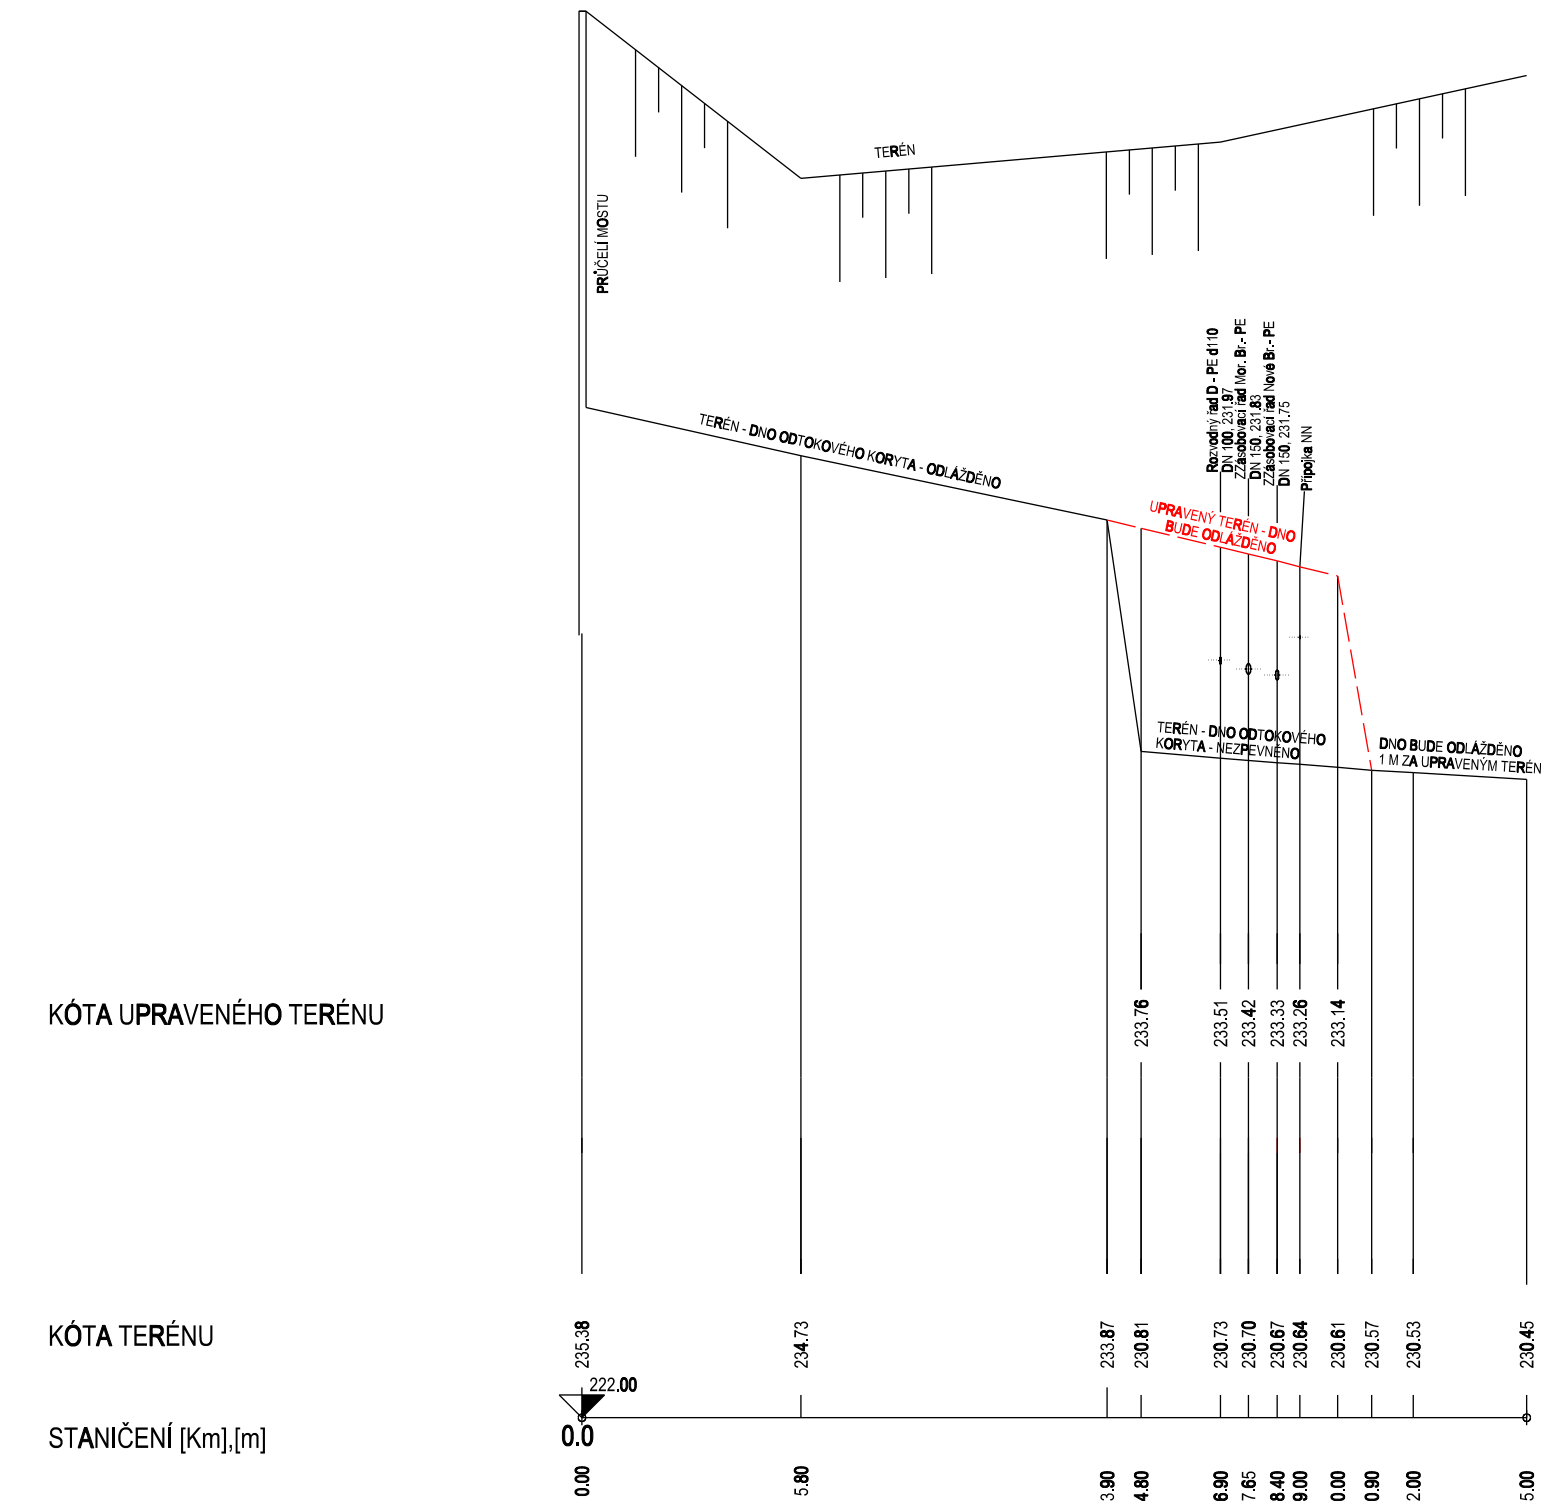 TERÉN
PRŮČELÍ MOSTU
TERÉN - DNO ODTOKOVÉHO KORYTA - ODLÁŽDĚNO
Rozvodný řad D - PE d110
DN 100, 231.97
ZZásobovací řad Mor. Br.- PE
DN 150, 231.83
ZZásobovací řad Nové Br.- PE
DN 150, 231.75
Přípojka NN
UPRAVENÝ TERÉN - DNO
BUDE ODLÁŽDĚNO
TERÉN - DNO ODTOKOVÉHO
KORYTA - NEZPEVNĚNO
DNO BUDE ODLÁŽDĚNO
1 M ZA UPRAVENÝM TERÉN
KÓTA UPRAVENÉHO TERÉNU
233.76
233.51
233.42
233.33
233.26
233.14
KÓTA TERÉNU
235.38
234.73
233.87
230.81
230.73
230.70
230.67
230.64
230.61
230.57
230.53
230.45
222.00
STANIČENÍ [Km],[m]
0.0
0.00
5.80
3.90
4.80
6.90
7.65
8.40
9.00
0.00
0.90
2.00
5.00